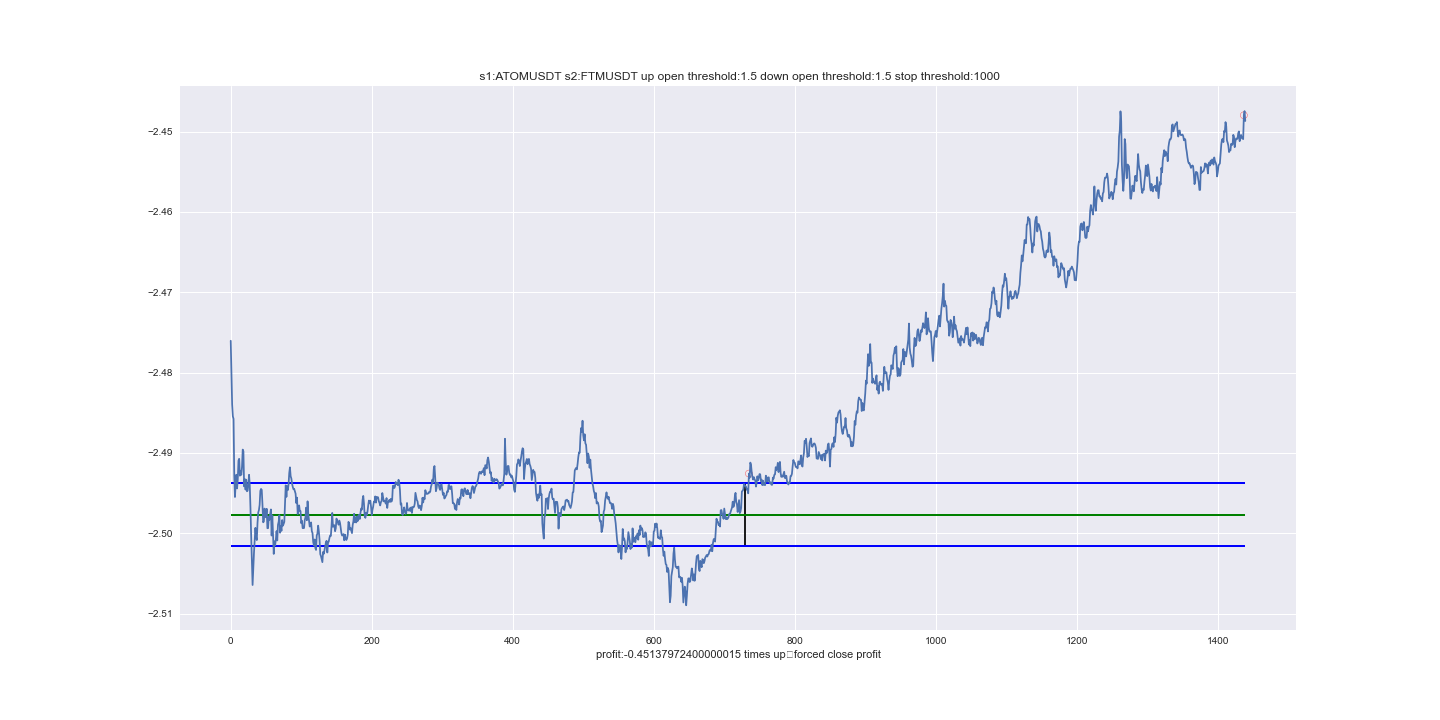 s1:ATOMUSDT s2:FTMUSDT up open threshold:1.5 down open threshold:1.5 stop threshold:1000
−2.45
−2.46
−2.47
−2.48
−2.49
−2.50
−2.51
0 200 400 600 800 1000 1200 1400
profit:-0.45137972400000015 times up□forced close profit